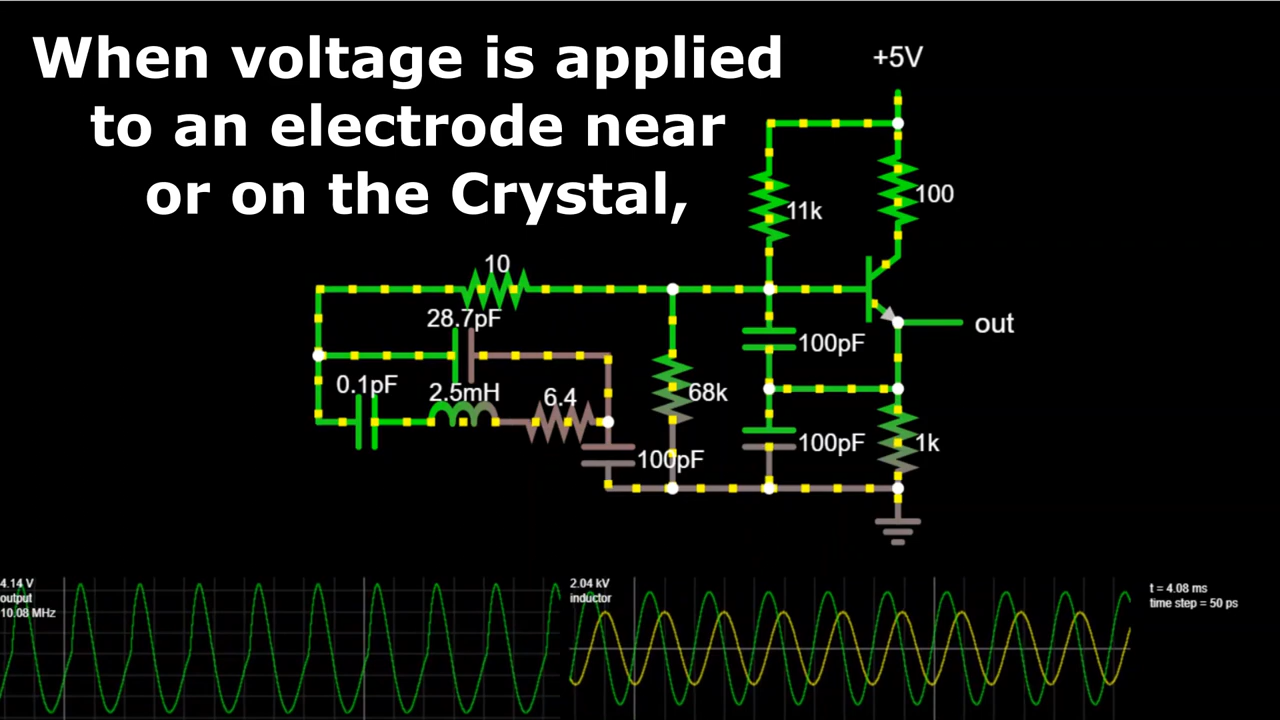 When voltage is applied
to an electrode near
or on the Crystal,
+5V
11k
100
10
28.7pF
out
100pF
0.1pF
2.5mH
6.4
68k
100pF
1k
100pF
4.14 V
output
10.08 MHz
2.04 kV
inductor
t = 4.08 ms
time step = 50 ps